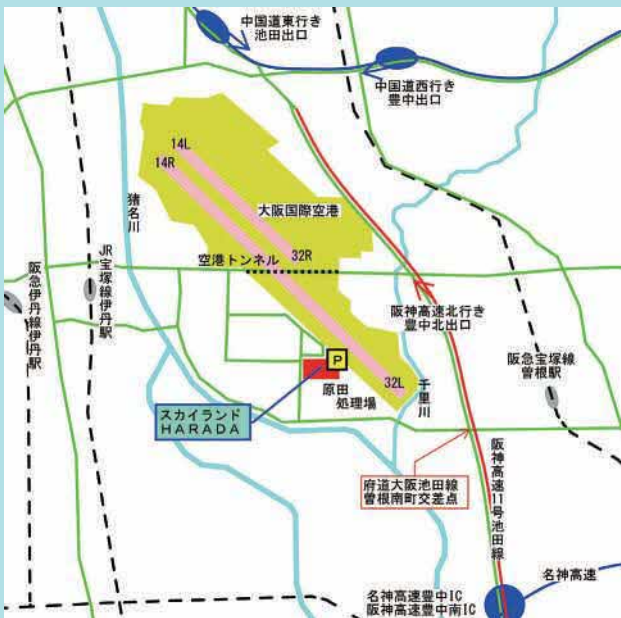 中国道東行き
池田出口
中国道西行き
豊中出口
14L
14R
猪名川
大阪国際空港
32R
空港トンネル
JR宝塚線伊丹駅
阪急伊丹線伊丹駅
阪神高速北行き
豊中北出口
阪急宝塚線
曽根駅
P
32L
千里川
原田
処理場
スカイランド
HARADA
府道大阪池田線
曽根南町交差点
阪神高速11号池田線
名神高速
名神高速豊中IC
阪神高速豊中南IC